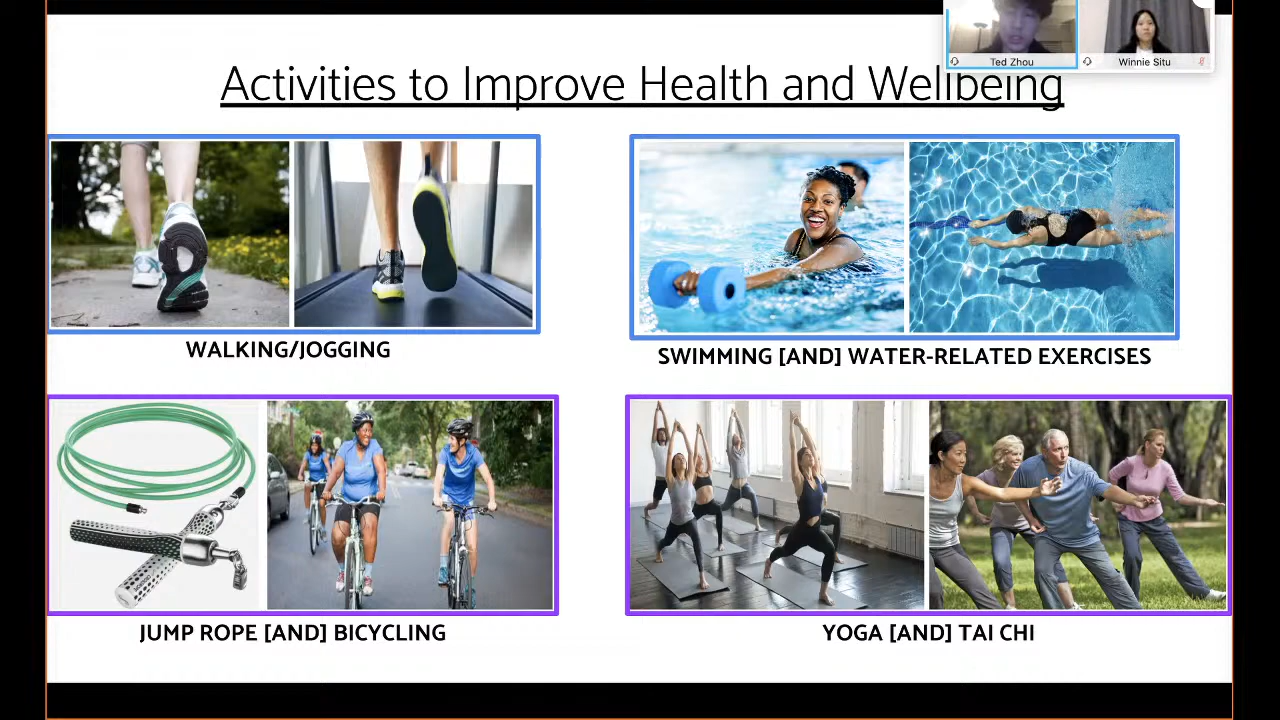 Ted Zhou
Winnie Situ
Activities to Improve Health and Wellbeing
WALKING/JOGGING
SWIMMING [AND] WATER-RELATED EXERCISES
JUMP ROPE [AND] BICYCLING
YOGA [AND] TAI CHI